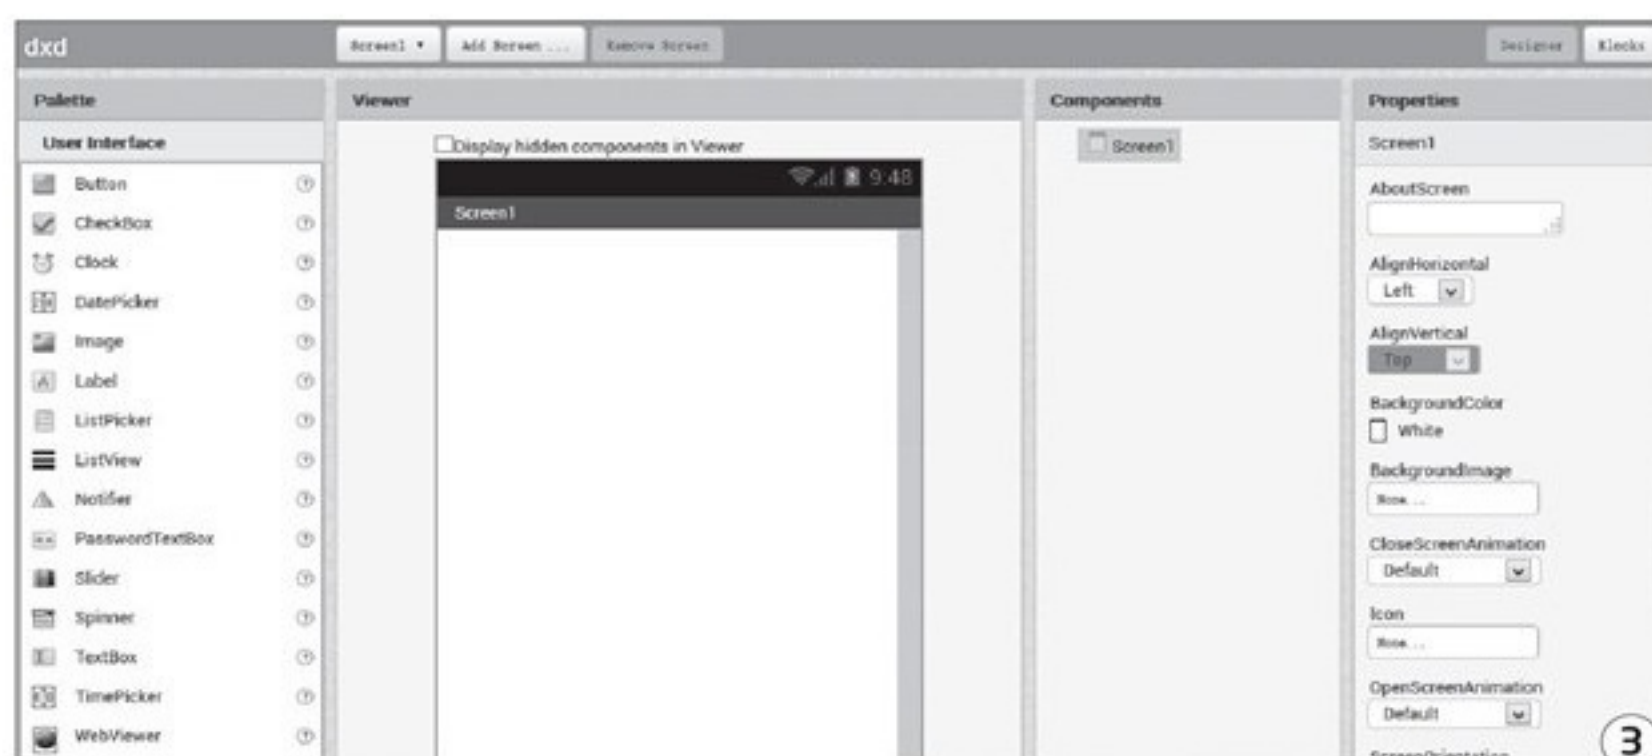 dxd
Screen1 ▾
Add Screen ...
Remove Screen
Designer
Blocks
Palette
Viewer
Components
Properties
User Interface
Button
CheckBox
Clock
DatePicker
Image
Label
ListPicker
ListView
Notifier
PasswordTextBox
Slider
Spinner
TextBox
TimePicker
WebViewer
Display hidden components in Viewer
9:48
Screen1
Screen1
Screen1
AboutScreen
AlignHorizontal
Left
AlignVertical
Top
BackgroundColor
White
BackgroundImage
None...
CloseScreenAnimation
Default
Icon
None...
OpenScreenAnimation
Default
ScreenOrientation
3